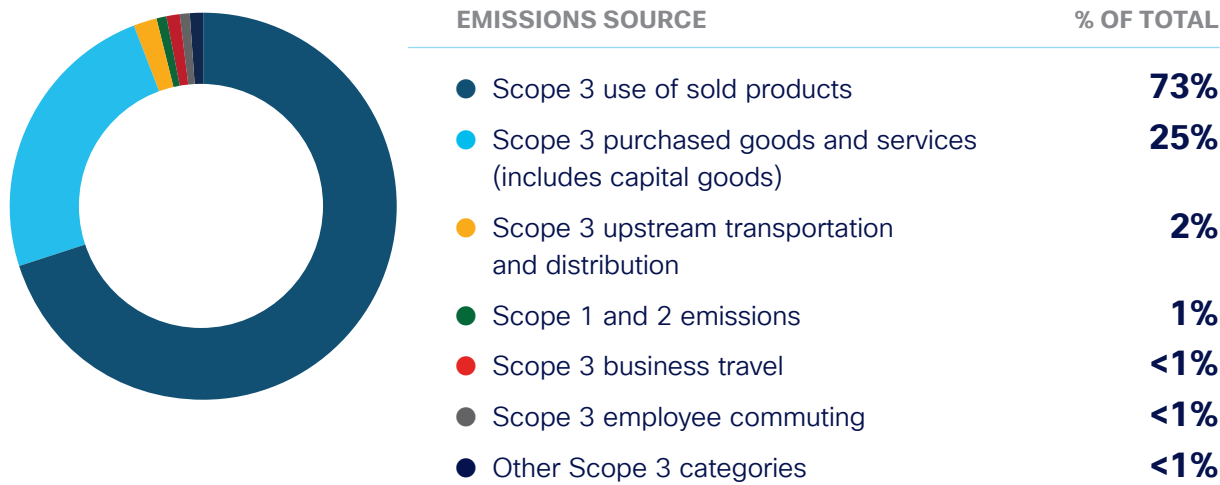 EMISSIONS SOURCE % OF TOTAL
Scope 3 use of sold products 73%
Scope 3 purchased goods and services 25%
(includes capital goods)
Scope 3 upstream transportation 2%
and distribution
Scope 1 and 2 emissions 1%
Scope 3 business travel <1%
Scope 3 employee commuting <1%
Other Scope 3 categories <1%